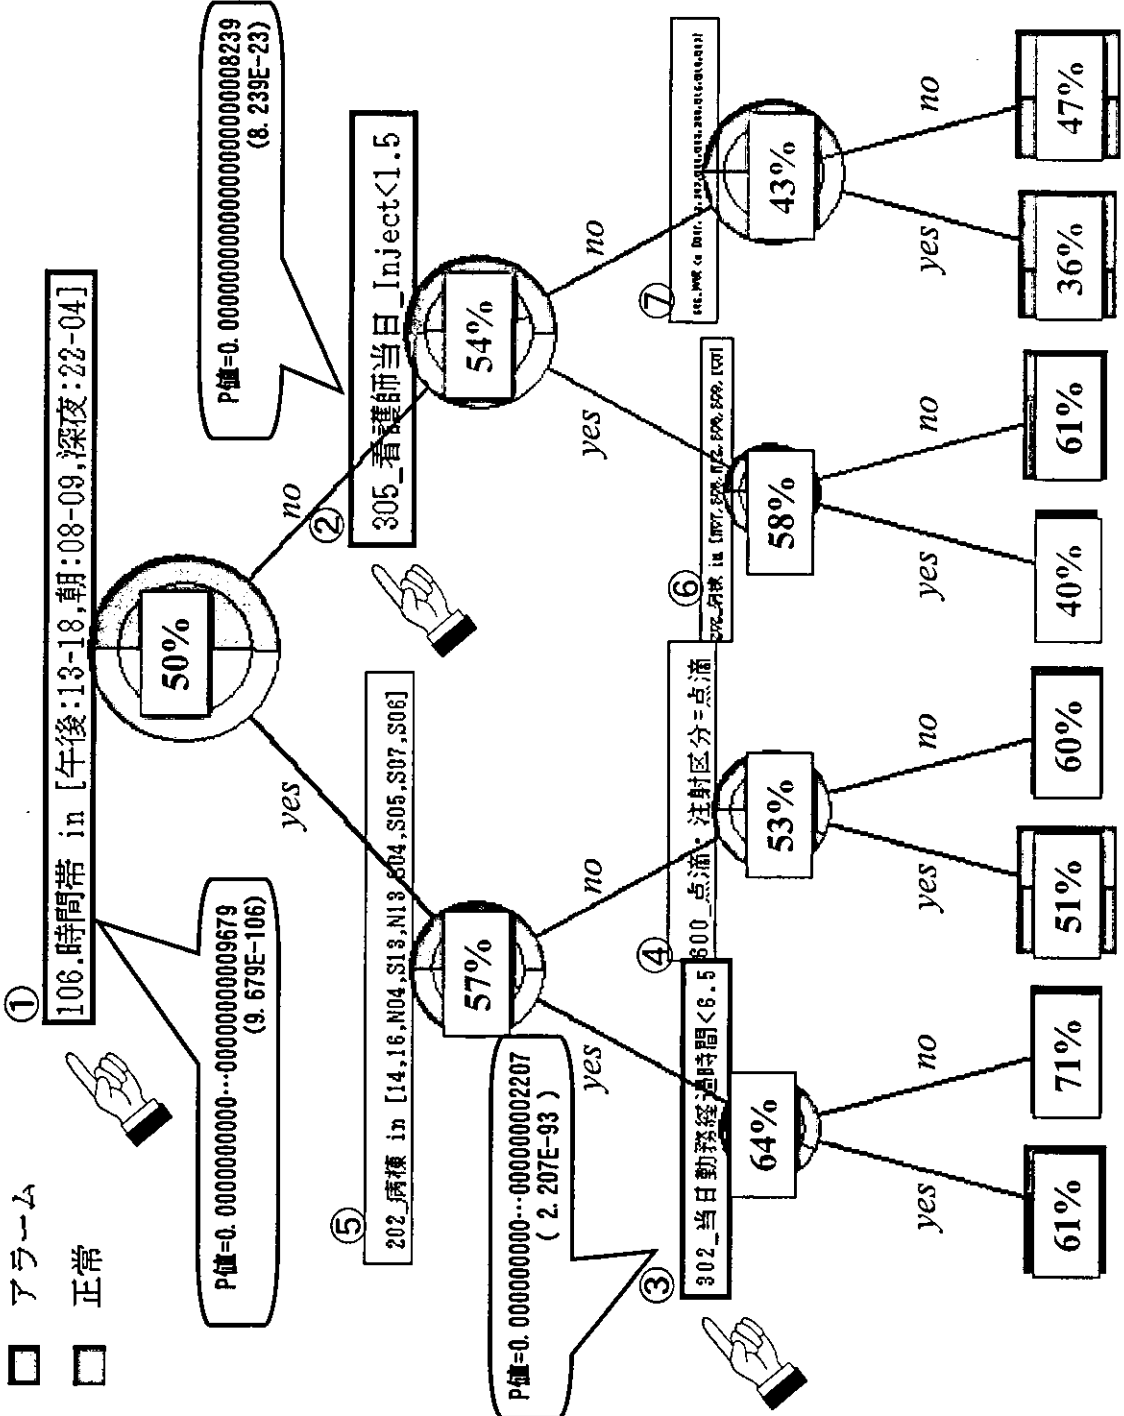 アラーム
正常
①
106.時間帯 in [午後:13-18,朝:08-09,深夜:22-04]
P値=0.0000000000…0000000000009679
(9.679E-106)
50%
yes
no
P値=0.00000000000000000000008239
(8.239E-23)
②
305_看護師当日_Inject<1.5
⑤
202_病棟 in [14,16,N04,S13,N13,S04,S05,S07,S06]
57%
54%
yes
no
yes
no
P値=0.0000000000…0000000002207
( 2.207E-93 )
③
302_当日勤務経過時間<6.5
④
600_点滴・注射区分=点滴
⑥
⑦
64%
53%
58%
43%
yes
no
yes
no
yes
no
yes
no
61%
71%
51%
60%
40%
61%
36%
47%